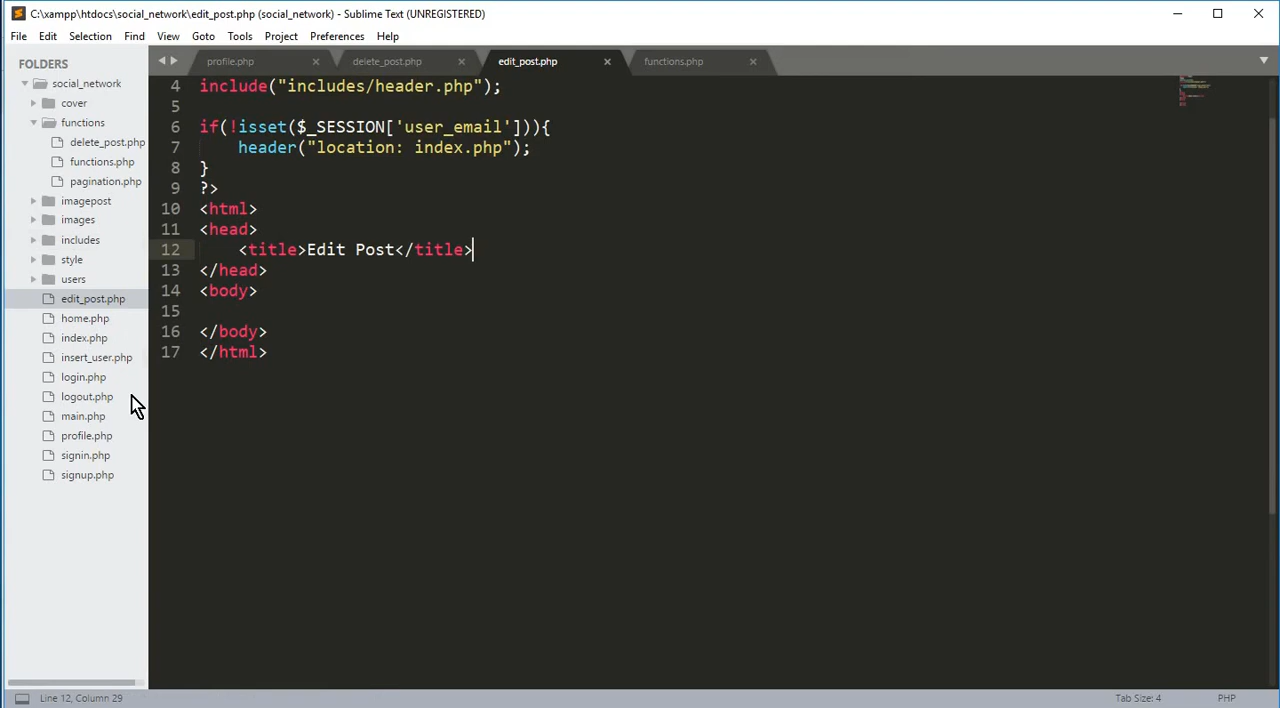 C:\xampp\htdocs\social_network\edit_post.php (social_network) - Sublime Text (UNREGISTERED)
File Edit Selection Find View Goto Tools Project Preferences Help
FOLDERS
social_network
cover
functions
delete_post.php
functions.php
pagination.php
imagepost
images
includes
style
users
edit_post.php
home.php
index.php
insert_user.php
login.php
logout.php
main.php
profile.php
signin.php
signup.php
profile.php delete_post.php edit_post.php functions.php
4 include("includes/header.php");
5
6 if(!isset($_SESSION['user_email'])){
7 header("location: index.php");
8 }
9 ?>
10 <html>
11 <head>
12 <title>Edit Post</title>
13 </head>
14 <body>
15
16 </body>
17 </html>
Line 12, Column 29 Tab Size: 4 PHP